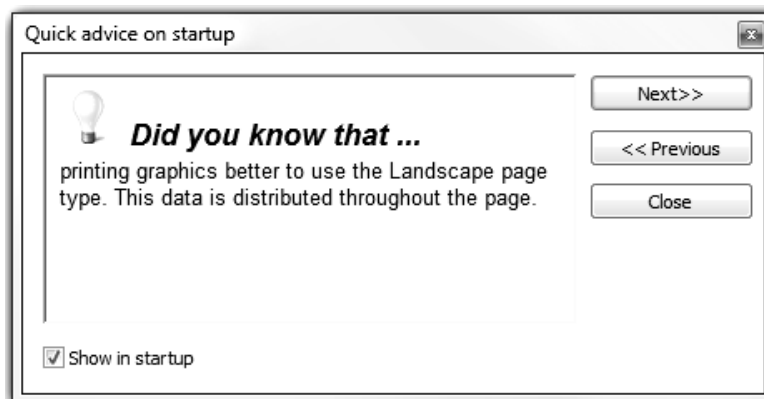 Quick advice on startup
Next>>
Did you know that ...
<< Previous
printing graphics better to use the Landscape page
type. This data is distributed throughout the page.
Close
Show in startup